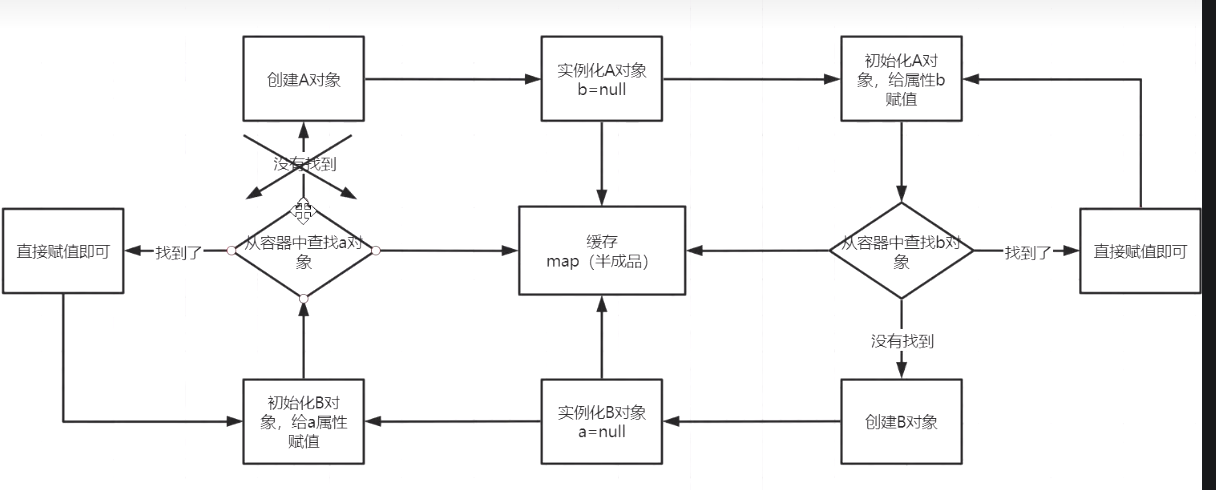 创建A对象
实例化A对象
b=null
初始化A对
象，给属性b
赋值
没有找到
直接赋值即可
找到了
从容器中查找a对
象
缓存
map（半成品）
从容器中查找b对
象
找到了
直接赋值即可
没有找到
初始化B对
象，给a属性
赋值
实例化B对象
a=null
创建B对象